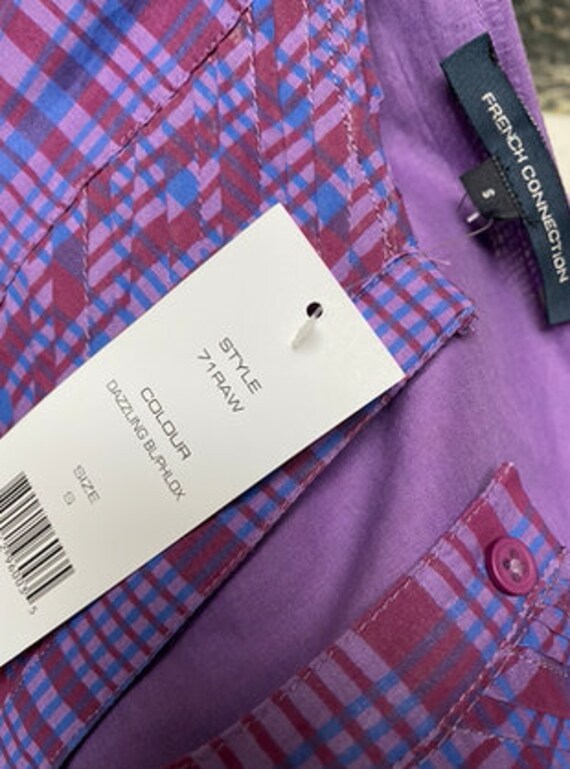 FRENCH CONNECTION
S
STYLE
71RAW
COLOUR
DAZZLING BL/PHLOX
SIZE
S